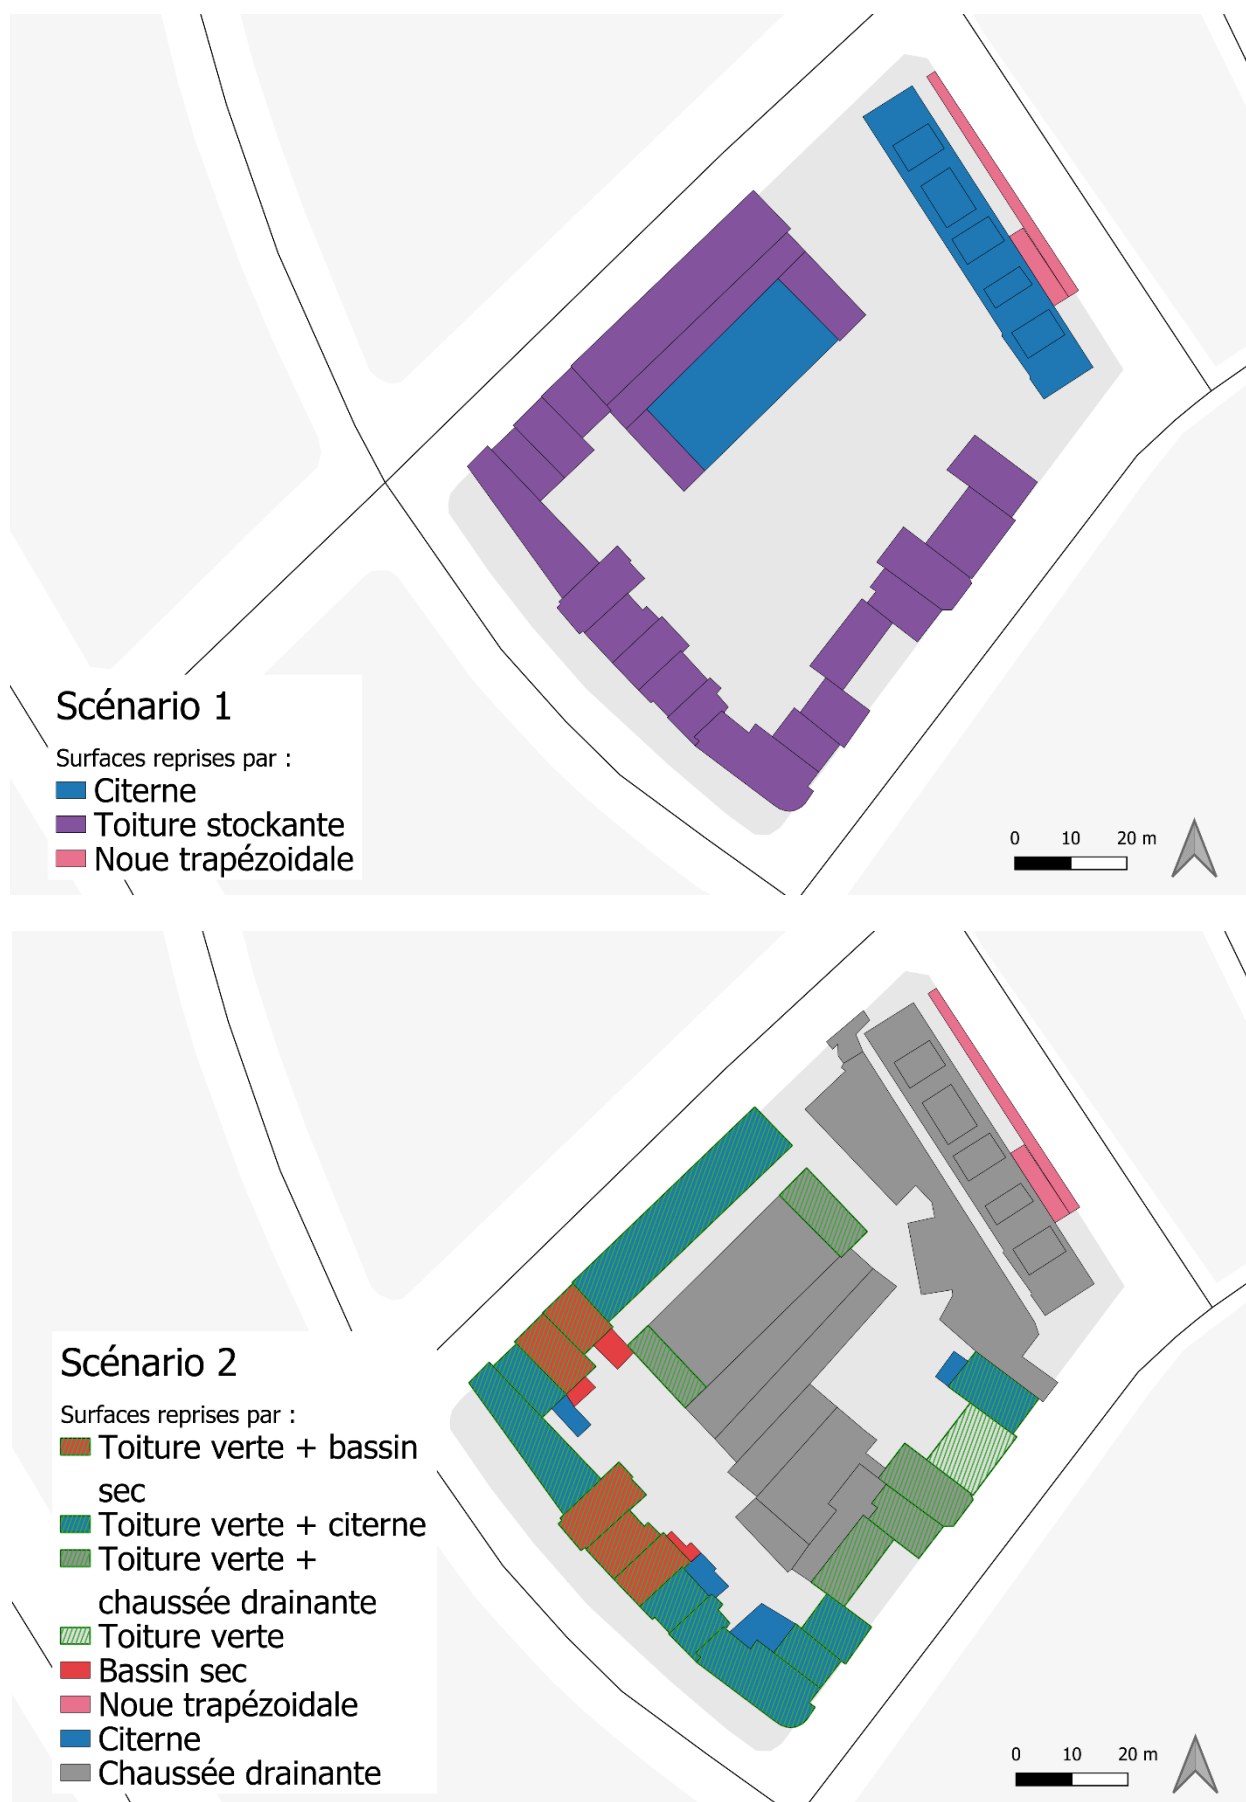 Scénario 1
Surfaces reprises par :
Citerne
Toiture stockante
Noue trapézoidale
0 10 20 m
Scénario 2
Surfaces reprises par :
Toiture verte + bassin
sec
Toiture verte + citerne
Toiture verte +
chaussée drainante
Toiture verte
Bassin sec
Noue trapézoidale
Citerne
Chaussée drainante
0 10 20 m